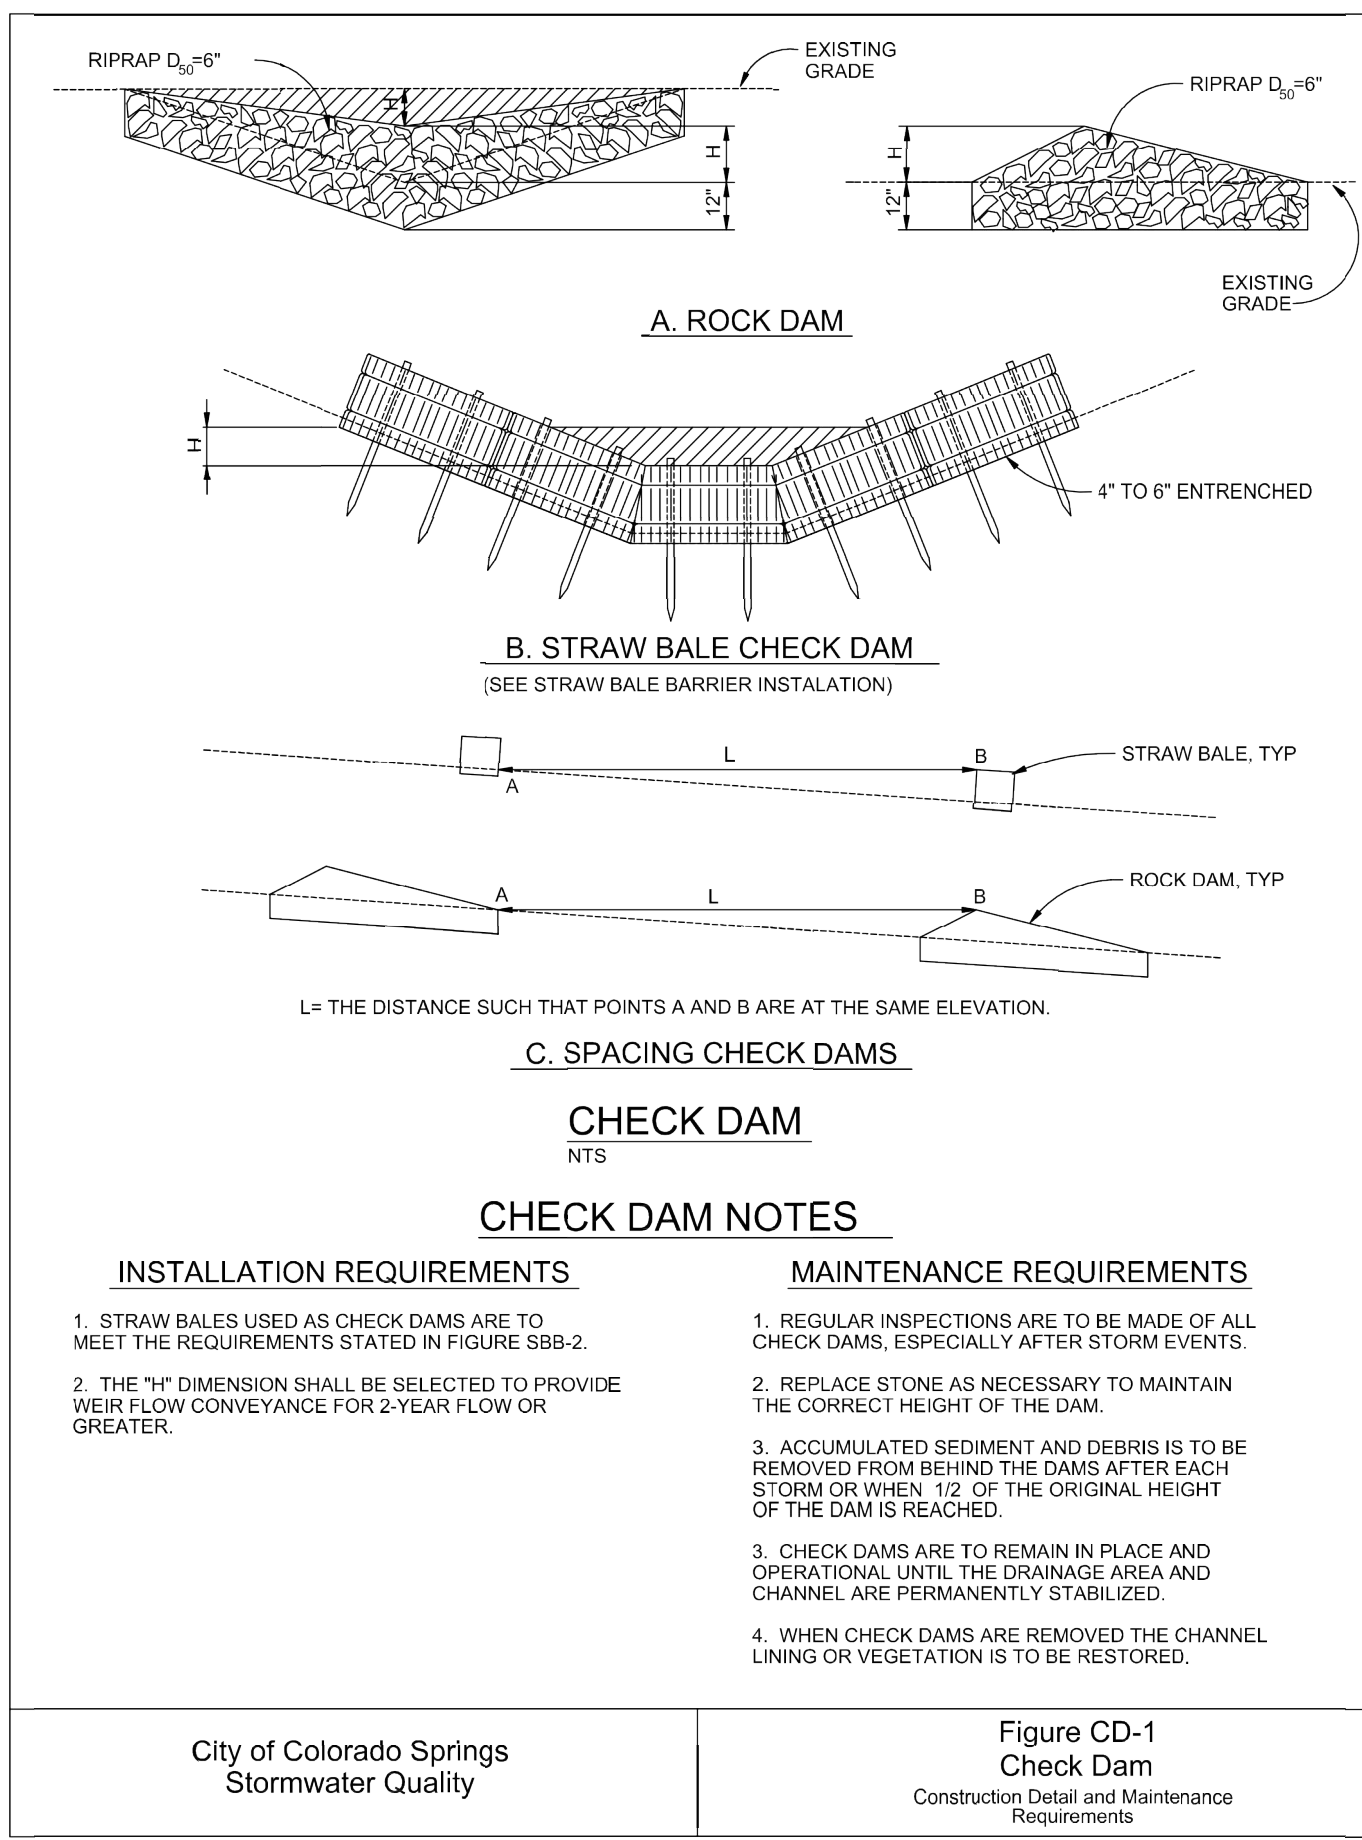 RIPRAP D50=6"
EXISTING
GRADE
H
H
12"
RIPRAP D50=6"
H
12"
EXISTING
GRADE
A. ROCK DAM
H
4" TO 6" ENTRENCHED
B. STRAW BALE CHECK DAM
(SEE STRAW BALE BARRIER INSTALATION)
L
A
B
STRAW BALE, TYP
A
L
B
ROCK DAM, TYP
L= THE DISTANCE SUCH THAT POINTS A AND B ARE AT THE SAME ELEVATION.
C. SPACING CHECK DAMS
CHECK DAM
NTS
CHECK DAM NOTES
INSTALLATION REQUIREMENTS
1. STRAW BALES USED AS CHECK DAMS ARE TO
MEET THE REQUIREMENTS STATED IN FIGURE SBB-2.
2. THE "H" DIMENSION SHALL BE SELECTED TO PROVIDE
WEIR FLOW CONVEYANCE FOR 2-YEAR FLOW OR
GREATER.
MAINTENANCE REQUIREMENTS
1. REGULAR INSPECTIONS ARE TO BE MADE OF ALL
CHECK DAMS, ESPECIALLY AFTER STORM EVENTS.
2. REPLACE STONE AS NECESSARY TO MAINTAIN
THE CORRECT HEIGHT OF THE DAM.
3. ACCUMULATED SEDIMENT AND DEBRIS IS TO BE
REMOVED FROM BEHIND THE DAMS AFTER EACH
STORM OR WHEN 1/2 OF THE ORIGINAL HEIGHT
OF THE DAM IS REACHED.
3. CHECK DAMS ARE TO REMAIN IN PLACE AND
OPERATIONAL UNTIL THE DRAINAGE AREA AND
CHANNEL ARE PERMANENTLY STABILIZED.
4. WHEN CHECK DAMS ARE REMOVED THE CHANNEL
LINING OR VEGETATION IS TO BE RESTORED.
City of Colorado Springs
Stormwater Quality
Figure CD-1
Check Dam
Construction Detail and Maintenance
Requirements